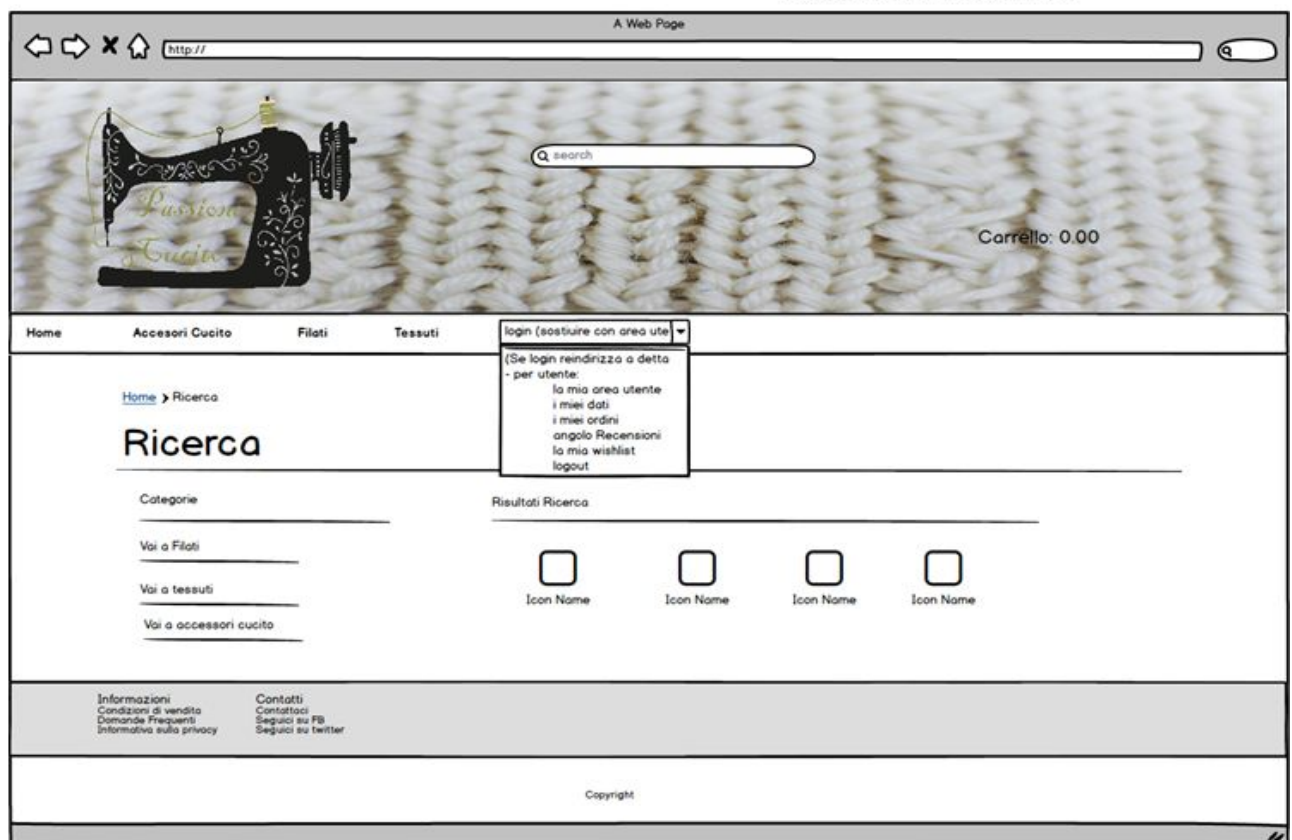 A Web Page
http://
search
Passione
Cucito
Carrello: 0.00
Home Accesori Cucito Filati Tessuti login (sostiuire con area ute
(Se login reindirizza a detta
- per utente:
la mia area utente
i miei dati
i miei ordini
angolo Recensioni
la mia wishlist
logout
Home > Ricerca
Ricerca
Categorie
Vai a Filati
Vai a tessuti
Vai a accessori cucito
Risultati Ricerca
Icon Name Icon Name Icon Name Icon Name
Informazioni
Condizioni di vendita
Domande Frequenti
Informativa sulla privacy
Contatti
Contattaci
Seguici su FB
Seguici su twitter
Copyright